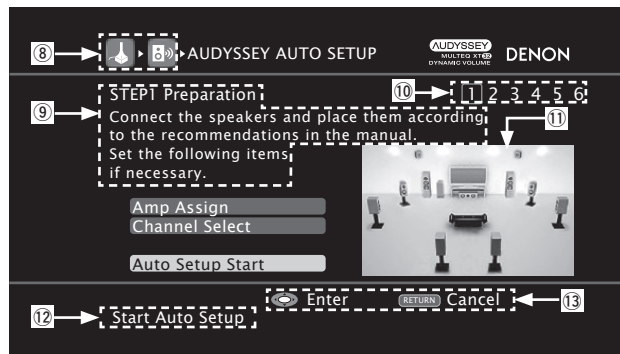 ⑧ AUDYSSEY AUTO SETUP AUDYSSEY MULTEQ XT32 DYNAMIC VOLUME DENON
⑨ STEP1 Preparation ⑩ 1 2 3 4 5 6
Connect the speakers and place them according ⑪
to the recommendations in the manual.
Set the following items
if necessary.
Amp Assign
Channel Select
Auto Setup Start
Enter RETURN Cancel ⑬
⑫ Start Auto Setup